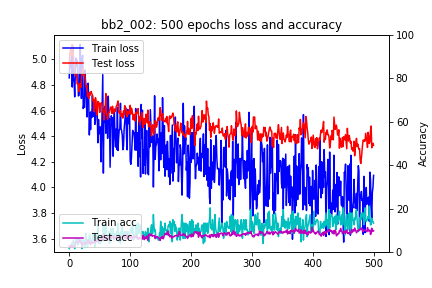 bb2_002: 500 epochs loss and accuracy
Train loss
Test loss
Train acc
Test acc
Loss
5.0
4.8
4.6
4.4
4.2
4.0
3.8
3.6
Accuracy
100
80
60
40
20
0
0 100 200 300 400 500